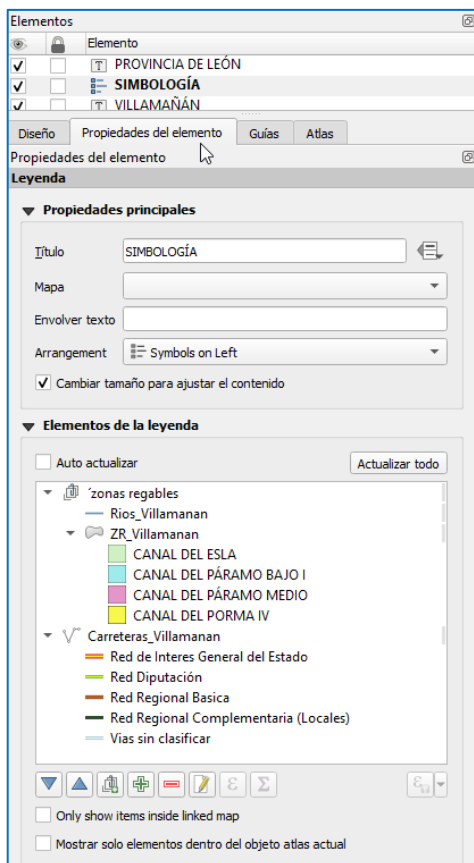 Elementos
Elemento
PROVINCIA DE LEÓN
SIMBOLOGÍA
VILLAMAÑÁN
Diseño Propiedades del elemento Guías Atlas
Propiedades del elemento
Leyenda
Propiedades principales
Título SIMBOLOGÍA
Mapa
Envolver texto
Arrangement Symbols on Left
Cambiar tamaño para ajustar el contenido
Elementos de la leyenda
Auto actualizar Actualizar todo
´zonas regables
Rios_Villamanan
ZR_Villamanan
CANAL DEL ESLA
CANAL DEL PÁRAMO BAJO I
CANAL DEL PÁRAMO MEDIO
CANAL DEL PORMA IV
Carreteras_Villamanan
Red de Interes General del Estado
Red Diputación
Red Regional Basica
Red Regional Complementaria (Locales)
Vias sin clasificar
Only show items inside linked map
Mostrar solo elementos dentro del objeto atlas actual